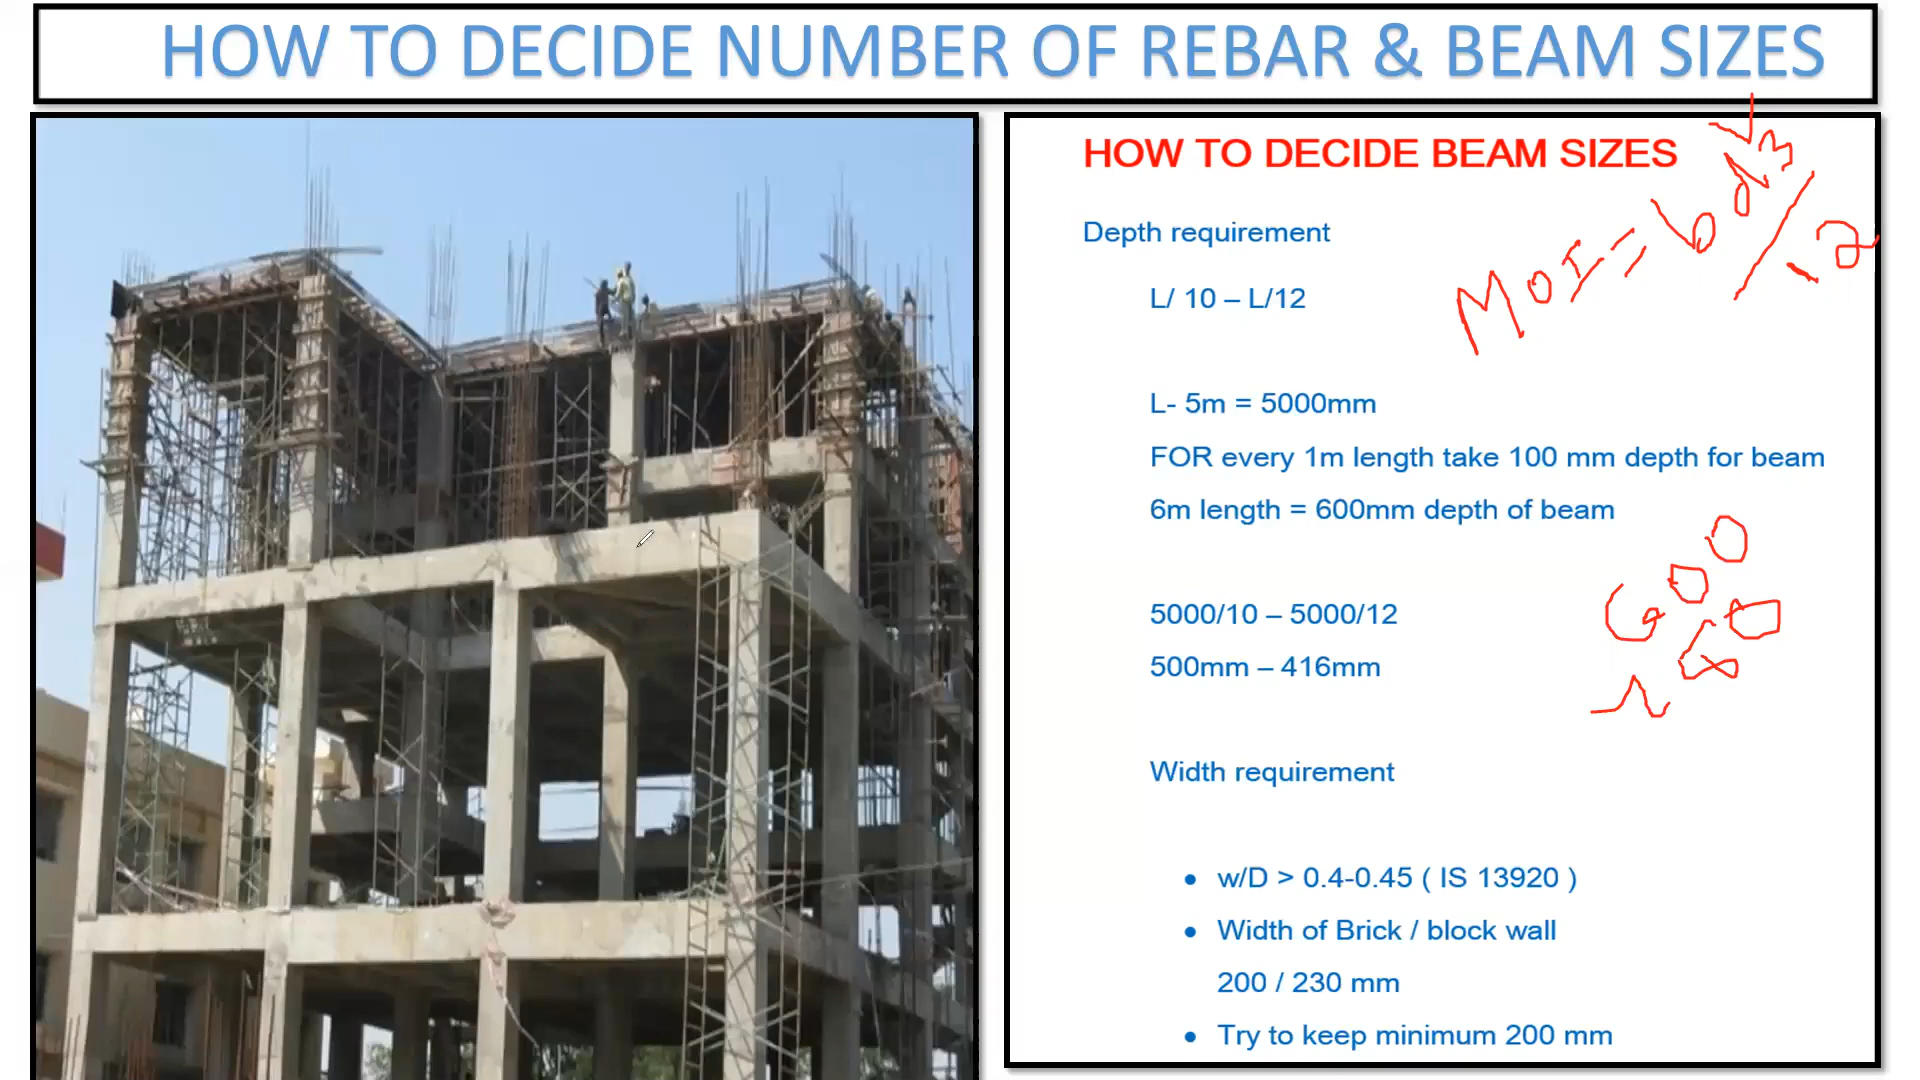 HOW TO DECIDE NUMBER OF REBAR & BEAM SIZES
HOW TO DECIDE BEAM SIZES
Depth requirement
MOI = bd3/12
L/ 10 – L/12
L- 5m = 5000mm
FOR every 1m length take 100 mm depth for beam
6m length = 600mm depth of beam
600
5000/10 – 5000/12
500mm – 416mm
Width requirement
• w/D > 0.4-0.45 ( IS 13920 )
• Width of Brick / block wall
200 / 230 mm
• Try to keep minimum 200 mm